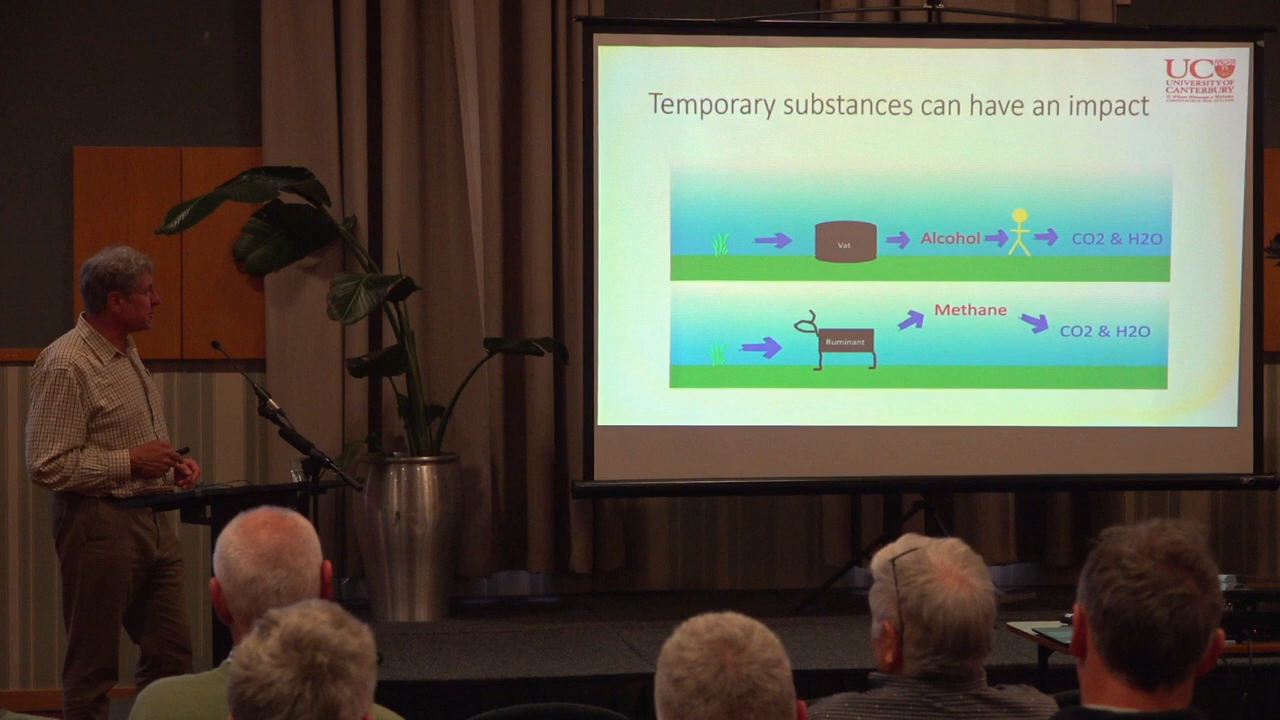 Temporary substances can have an impact
UC
UNIVERSITY OF
CANTERBURY
Vat
Alcohol
CO2 & H2O
Ruminant
Methane
CO2 & H2O